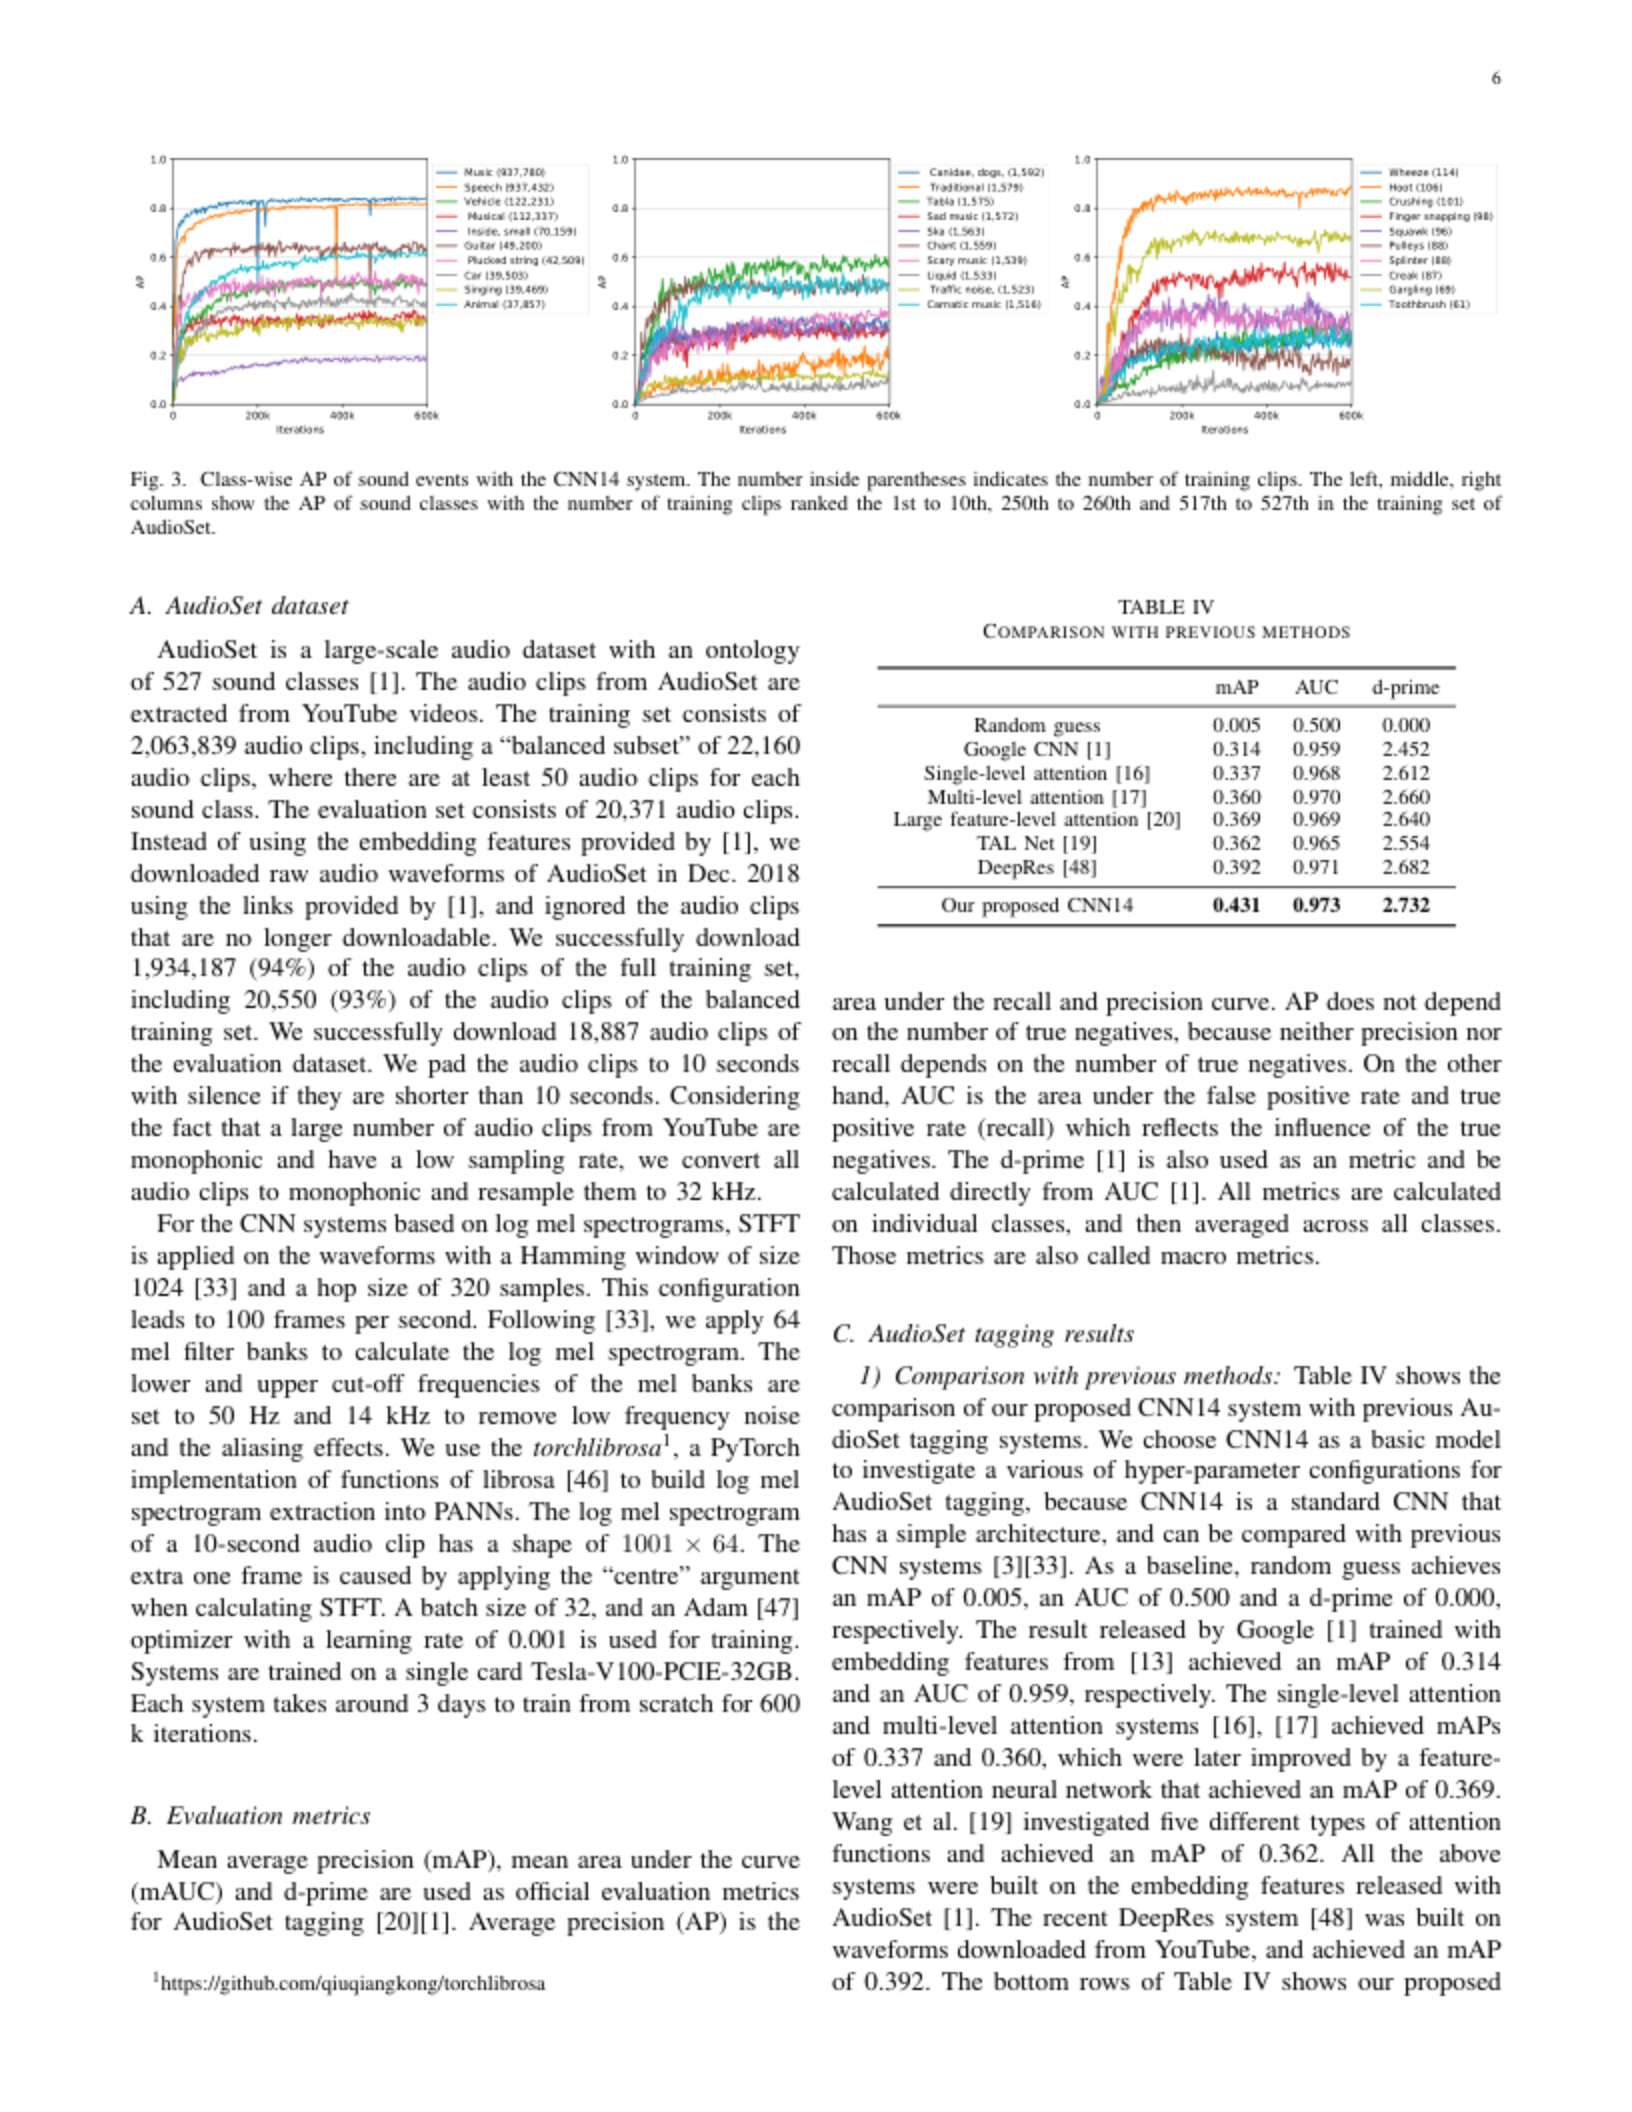 6
1.0
0.8
0.6
0.4
0.2
0.0
AP
0
200k
400k
600k
Iterations
Music (937,780)
Speech (937,432)
Vehicle (122,231)
Musical (112,337)
Inside, small (70,159)
Guitar (49,200)
Plucked string (42,509)
Car (39,503)
Singing (39,469)
Animal (37,857)
1.0
0.8
0.6
0.4
0.2
0.0
AP
0
200k
400k
600k
Iterations
Canidae, dogs, (1,592)
Traditional (1,579)
Tabla (1,575)
Sad music (1,572)
Ska (1,563)
Chant (1,559)
Scary music (1,539)
Liquid (1,533)
Traffic noise, (1,523)
Carnatic music (1,516)
1.0
0.8
0.6
0.4
0.2
0.0
AP
0
200k
400k
600k
Iterations
Wheeze (114)
Hoot (106)
Crushing (101)
Finger snapping (98)
Squawk (96)
Pulleys (88)
Splinter (88)
Creak (87)
Gargling (69)
Toothbrush (61)
Fig. 3. Class-wise AP of sound events with the CNN14 system. The number inside parentheses indicates the number of training clips. The left, middle, right
columns show the AP of sound classes with the number of training clips ranked the 1st to 10th, 250th to 260th and 517th to 527th in the training set of
AudioSet.
A. AudioSet dataset
AudioSet is a large-scale audio dataset with an ontology
of 527 sound classes [1]. The audio clips from AudioSet are
extracted from YouTube videos. The training set consists of
2,063,839 audio clips, including a “balanced subset” of 22,160
audio clips, where there are at least 50 audio clips for each
sound class. The evaluation set consists of 20,371 audio clips.
Instead of using the embedding features provided by [1], we
downloaded raw audio waveforms of AudioSet in Dec. 2018
using the links provided by [1], and ignored the audio clips
that are no longer downloadable. We successfully download
1,934,187 (94%) of the audio clips of the full training set,
including 20,550 (93%) of the audio clips of the balanced
training set. We successfully download 18,887 audio clips of
the evaluation dataset. We pad the audio clips to 10 seconds
with silence if they are shorter than 10 seconds. Considering
the fact that a large number of audio clips from YouTube are
monophonic and have a low sampling rate, we convert all
audio clips to monophonic and resample them to 32 kHz.
For the CNN systems based on log mel spectrograms, STFT
is applied on the waveforms with a Hamming window of size
1024 [33] and a hop size of 320 samples. This configuration
leads to 100 frames per second. Following [33], we apply 64
mel filter banks to calculate the log mel spectrogram. The
lower and upper cut-off frequencies of the mel banks are
set to 50 Hz and 14 kHz to remove low frequency noise
and the aliasing effects. We use the torchlibrosa¹, a PyTorch
implementation of functions of librosa [46] to build log mel
spectrogram extraction into PANNs. The log mel spectrogram
of a 10-second audio clip has a shape of 1001 × 64. The
extra one frame is caused by applying the “centre” argument
when calculating STFT. A batch size of 32, and an Adam [47]
optimizer with a learning rate of 0.001 is used for training.
Systems are trained on a single card Tesla-V100-PCIE-32GB.
Each system takes around 3 days to train from scratch for 600
k iterations.
B. Evaluation metrics
Mean average precision (mAP), mean area under the curve
(mAUC) and d-prime are used as official evaluation metrics
for AudioSet tagging [20][1]. Average precision (AP) is the
¹https://github.com/qiuqiangkong/torchlibrosa
TABLE IV
COMPARISON WITH PREVIOUS METHODS
mAP AUC d-prime
Random guess 0.005 0.500 0.000
Google CNN [1] 0.314 0.959 2.452
Single-level attention [16] 0.337 0.968 2.612
Multi-level attention [17] 0.360 0.970 2.660
Large feature-level attention [20] 0.369 0.969 2.640
TAL Net [19] 0.362 0.965 2.554
DeepRes [48] 0.392 0.971 2.682
Our proposed CNN14 0.431 0.973 2.732
area under the recall and precision curve. AP does not depend
on the number of true negatives, because neither precision nor
recall depends on the number of true negatives. On the other
hand, AUC is the area under the false positive rate and true
positive rate (recall) which reflects the influence of the true
negatives. The d-prime [1] is also used as an metric and be
calculated directly from AUC [1]. All metrics are calculated
on individual classes, and then averaged across all classes.
Those metrics are also called macro metrics.
C. AudioSet tagging results
1) Comparison with previous methods: Table IV shows the
comparison of our proposed CNN14 system with previous Au-
dioSet tagging systems. We choose CNN14 as a basic model
to investigate a various of hyper-parameter configurations for
AudioSet tagging, because CNN14 is a standard CNN that
has a simple architecture, and can be compared with previous
CNN systems [3][33]. As a baseline, random guess achieves
an mAP of 0.005, an AUC of 0.500 and a d-prime of 0.000,
respectively. The result released by Google [1] trained with
embedding features from [13] achieved an mAP of 0.314
and an AUC of 0.959, respectively. The single-level attention
and multi-level attention systems [16], [17] achieved mAPs
of 0.337 and 0.360, which were later improved by a feature-
level attention neural network that achieved an mAP of 0.369.
Wang et al. [19] investigated five different types of attention
functions and achieved an mAP of 0.362. All the above
systems were built on the embedding features released with
AudioSet [1]. The recent DeepRes system [48] was built on
waveforms downloaded from YouTube, and achieved an mAP
of 0.392. The bottom rows of Table IV shows our proposed